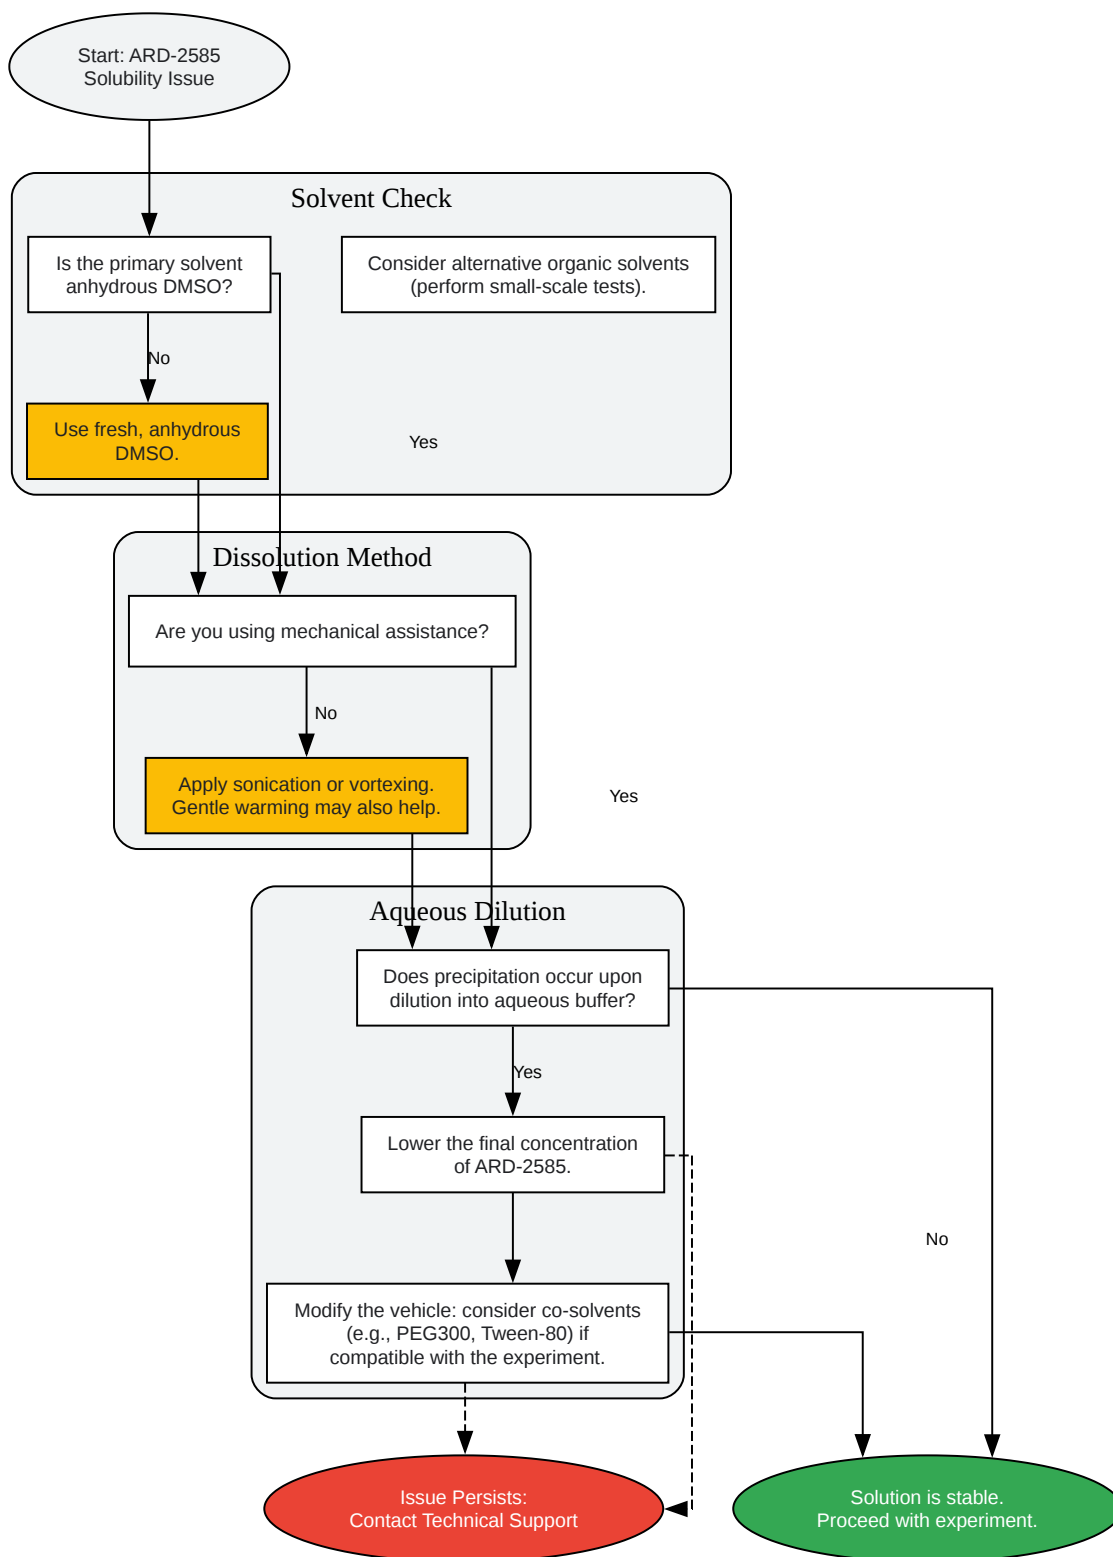 Start: ARD-2585
Solubility Issue
Solvent Check
Is the primary solvent
anhydrous DMSO?
Consider alternative organic solvents
(perform small-scale tests).
No
Use fresh, anhydrous
DMSO.
Yes
Dissolution Method
Are you using mechanical assistance?
No
Apply sonication or vortexing.
Gentle warming may also help.
Yes
Aqueous Dilution
Does precipitation occur upon
dilution into aqueous buffer?
Yes
Lower the final concentration
of ARD-2585.
No
Modify the vehicle: consider co-solvents
(e.g., PEG300, Tween-80) if
compatible with the experiment.
Issue Persists:
Contact Technical Support
Solution is stable.
Proceed with experiment.